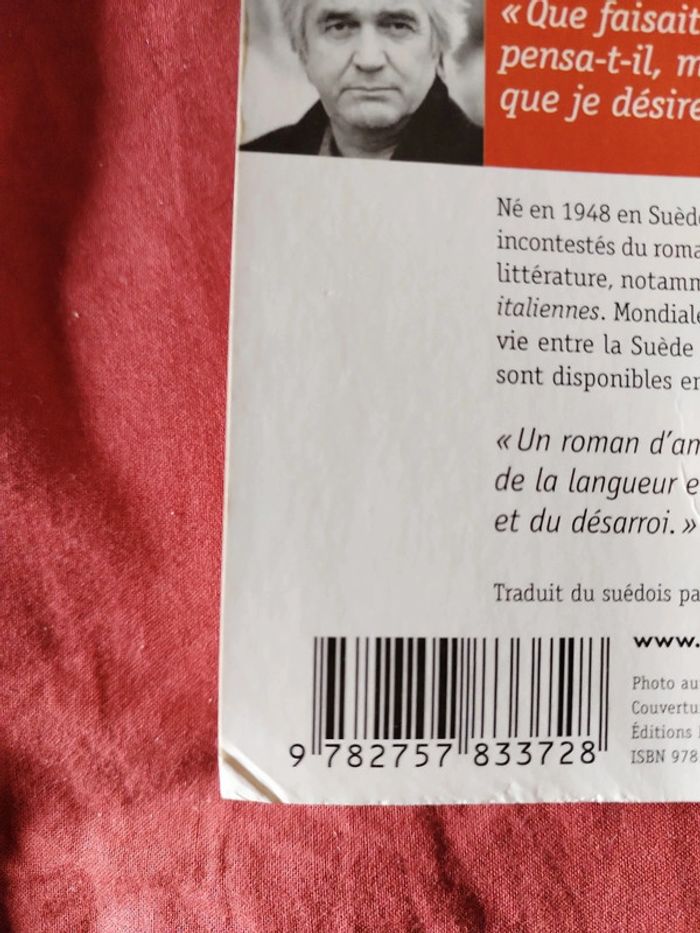 « Que faisait
pensa-t-il, m
que je désire
Né en 1948 en Suèd
incontestés du roma
littérature, notamm
italiennes. Mondiale
vie entre la Suède
sont disponibles en
« Un roman d'am
de la langueur e
et du désarroi. »
Traduit du suédois pa
www.
Photo au
Couvertu
Éditions
ISBN 978
9 782757 833728